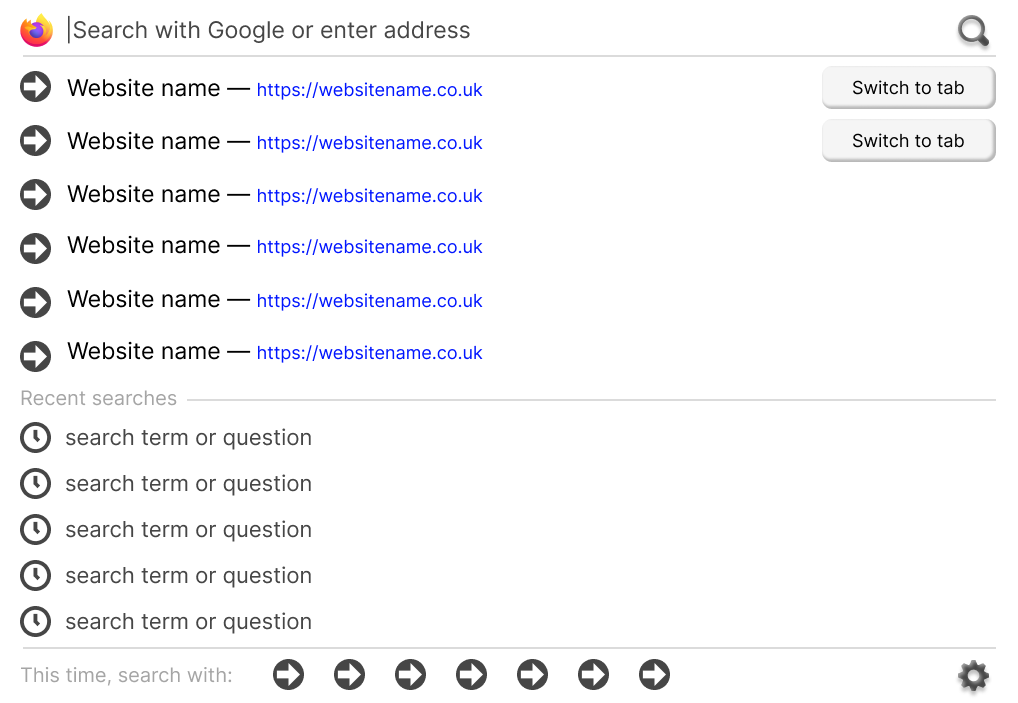 Search with Google or enter address
Website name — https://websitename.co.uk Switch to tab
Website name — https://websitename.co.uk Switch to tab
Website name — https://websitename.co.uk
Website name — https://websitename.co.uk
Website name — https://websitename.co.uk
Website name — https://websitename.co.uk
Recent searches
search term or question
search term or question
search term or question
search term or question
search term or question
This time, search with: